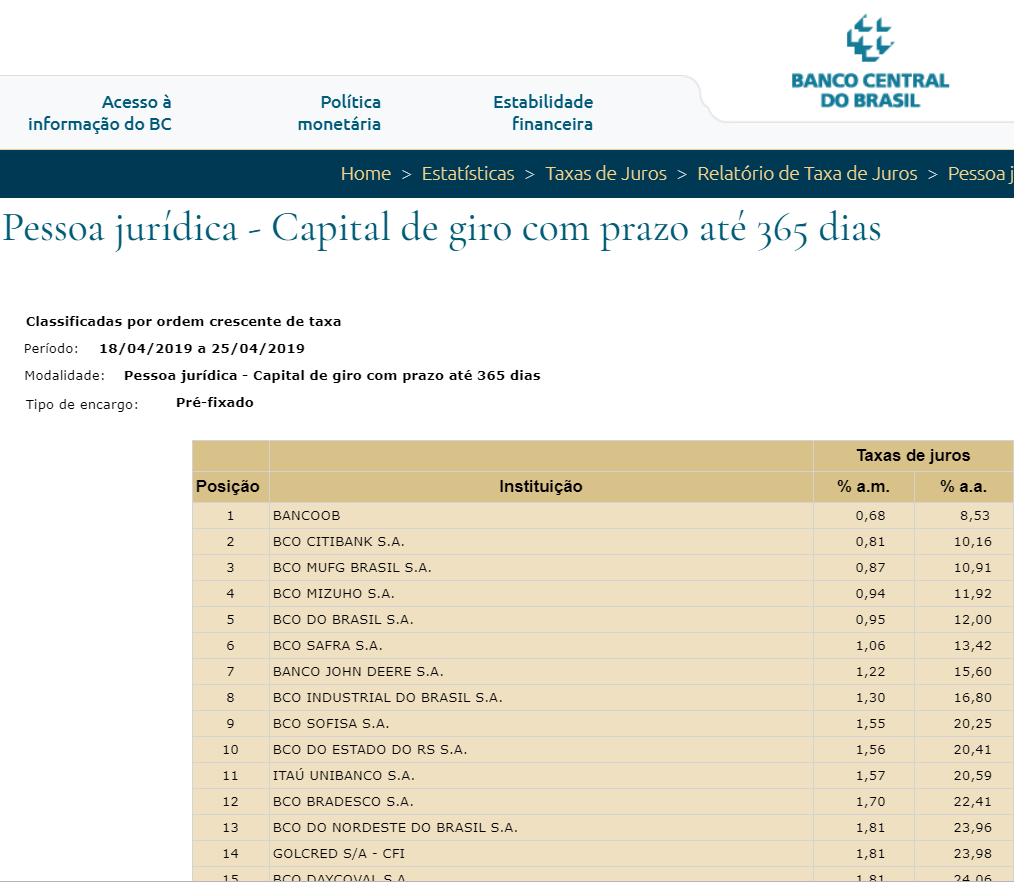 BANCO CENTRAL
DO BRASIL
Acesso à
informação do BC
Política
monetária
Estabilidade
financeira
Home > Estatísticas > Taxas de Juros > Relatório de Taxa de Juros > Pessoa j
Pessoa jurídica - Capital de giro com prazo até 365 dias
Classificadas por ordem crescente de taxa
Período: 18/04/2019 a 25/04/2019
Modalidade: Pessoa jurídica - Capital de giro com prazo até 365 dias
Tipo de encargo: Pré-fixado
Taxas de juros
Posição Instituição % a.m. % a.a.
1 BANCOOB 0,68 8,53
2 BCO CITIBANK S.A. 0,81 10,16
3 BCO MUFG BRASIL S.A. 0,87 10,91
4 BCO MIZUHO S.A. 0,94 11,92
5 BCO DO BRASIL S.A. 0,95 12,00
6 BCO SAFRA S.A. 1,06 13,42
7 BANCO JOHN DEERE S.A. 1,22 15,60
8 BCO INDUSTRIAL DO BRASIL S.A. 1,30 16,80
9 BCO SOFISA S.A. 1,55 20,25
10 BCO DO ESTADO DO RS S.A. 1,56 20,41
11 ITAÚ UNIBANCO S.A. 1,57 20,59
12 BCO BRADESCO S.A. 1,70 22,41
13 BCO DO NORDESTE DO BRASIL S.A. 1,81 23,96
14 GOLCRED S/A - CFI 1,81 23,98
15 BCO DAYCOVAL S.A. 1,81 24,06